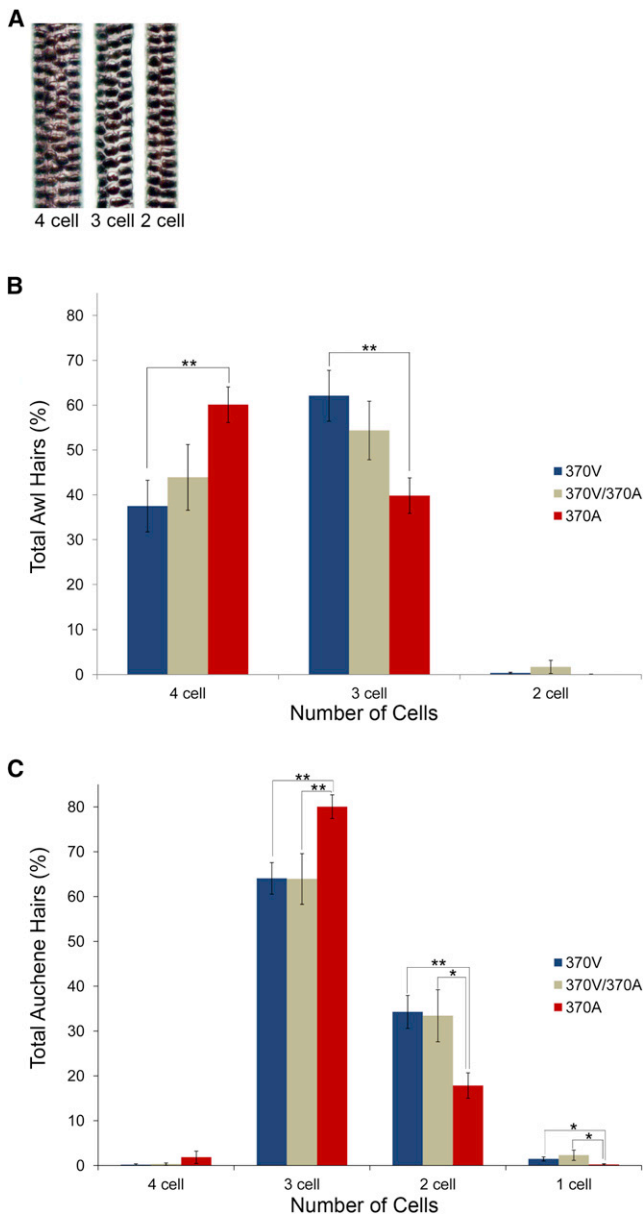 A
4 cell 3 cell 2 cell
B
80
70
60
50
40
30
20
10
0
Total Awl Hairs (%)
**
**
370V
370V/370A
370A
4 cell 3 cell 2 cell
Number of Cells
C
80
70
60
50
40
30
20
10
0
Total Auchene Hairs (%)
**
**
**
*
*
*
370V
370V/370A
370A
4 cell 3 cell 2 cell 1 cell
Number of Cells